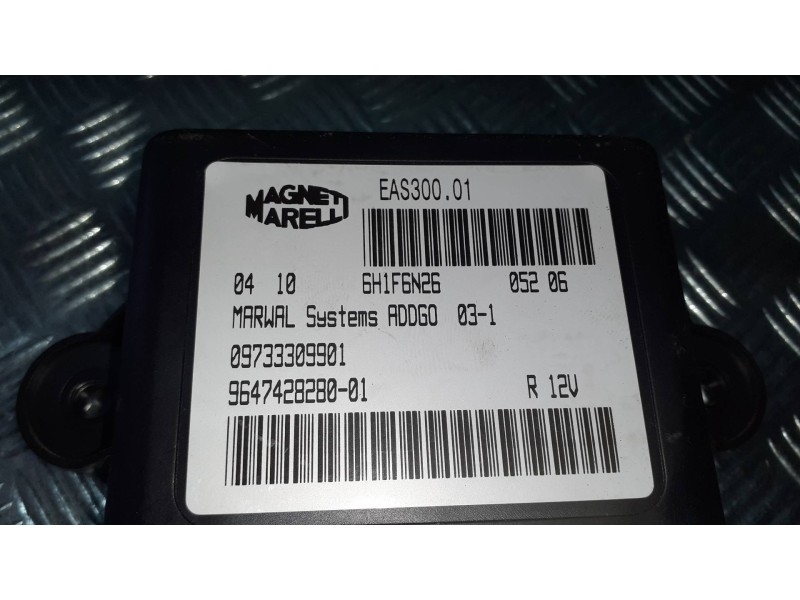 MAGNETI MARELLI
EAS300.01
04 10 6H1F6N26 052 06
MARWAL Systems ADDGO 03-1
09733309901
9647428280-01 R 12V